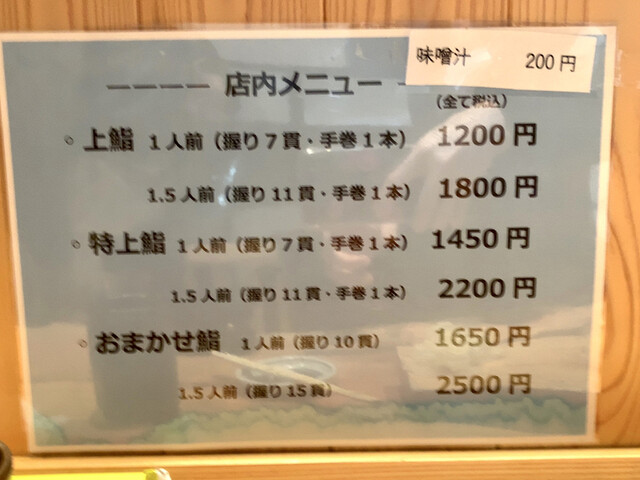 味噌汁 200円
ーーーー 店内メニュー ー
(全て税込)
◦ 上鮨 1人前(握り7貫・手巻1本) 1200円
1.5人前(握り11貫・手巻1本) 1800円
◦ 特上鮨 1人前(握り7貫・手巻1本) 1450円
1.5人前(握り11貫・手巻1本) 2200円
◦ おまかせ鮨 1人前(握り10貫) 1650円
1.5人前(握り15貫) 2500円